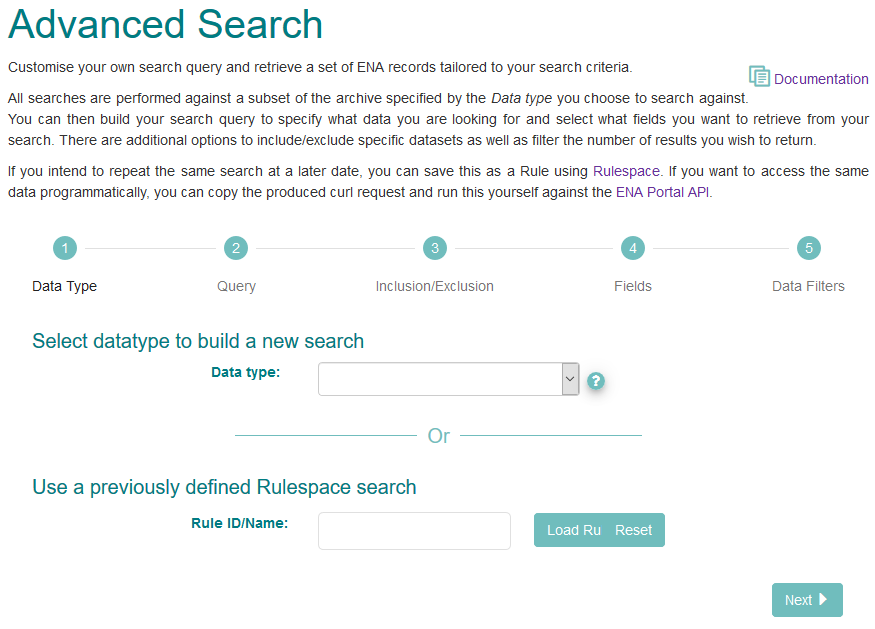 Advanced Search
Customise your own search query and retrieve a set of ENA records tailored to your search criteria.
Documentation
All searches are performed against a subset of the archive specified by the Data type you choose to search against.
You can then build your search query to specify what data you are looking for and select what fields you want to retrieve from your
search. There are additional options to include/exclude specific datasets as well as filter the number of results you wish to return.
If you intend to repeat the same search at a later date, you can save this as a Rule using Rulespace. If you want to access the same
data programmatically, you can copy the produced curl request and run this yourself against the ENA Portal API.
1 2 3 4 5
Data Type Query Inclusion/Exclusion Fields Data Filters
Select datatype to build a new search
Data type:
?
Or
Use a previously defined Rulespace search
Rule ID/Name:
Load Ru Reset
Next